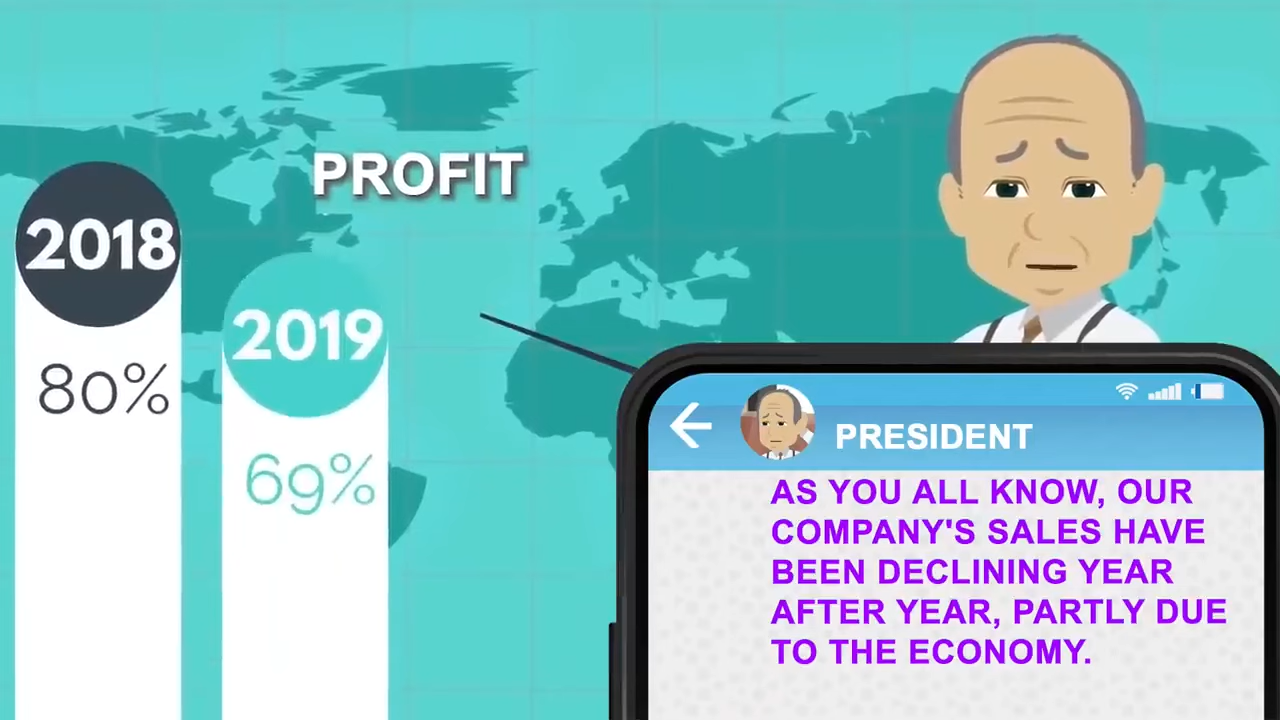 PROFIT
2018
80%
2019
69%
PRESIDENT
AS YOU ALL KNOW, OUR
COMPANY'S SALES HAVE
BEEN DECLINING YEAR
AFTER YEAR, PARTLY DUE
TO THE ECONOMY.